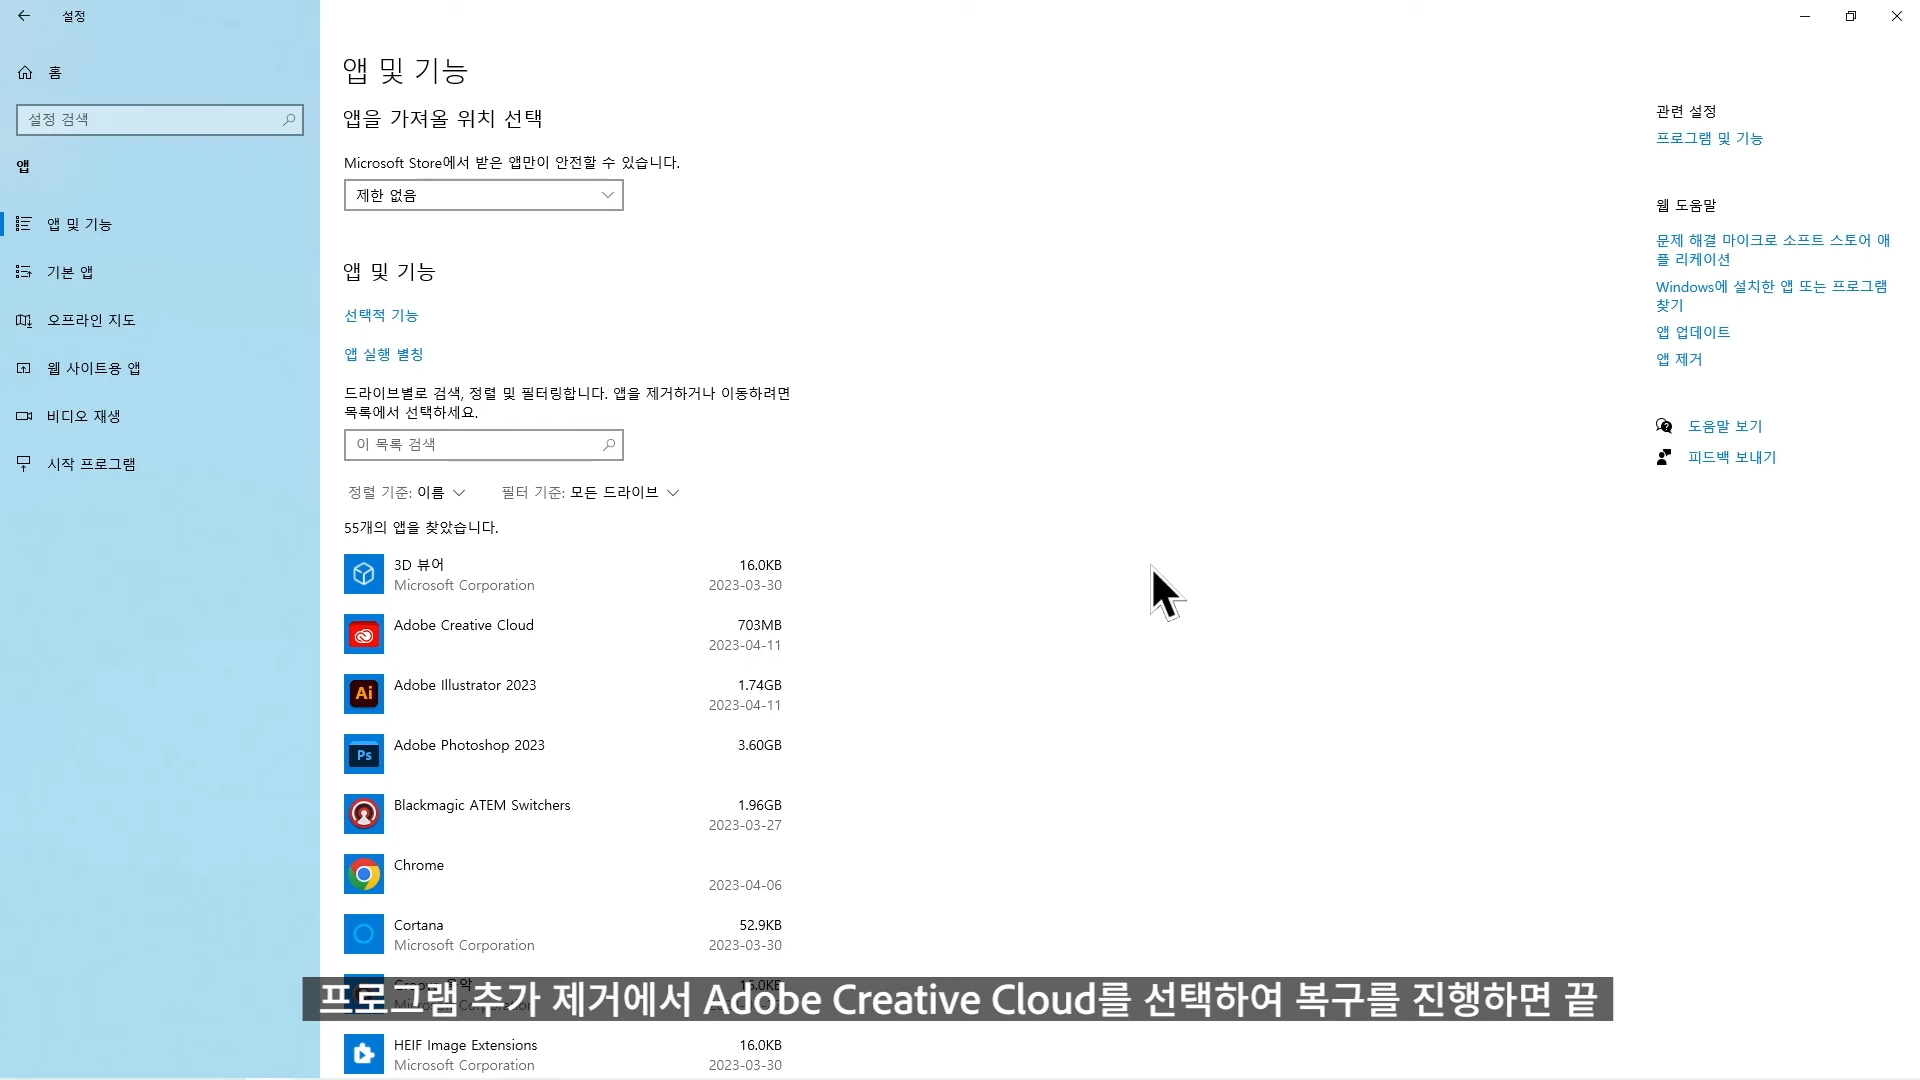 설정
홈
설정 검색
앱
앱 및 기능
기본 앱
오프라인 지도
웹 사이트용 앱
비디오 재생
시작 프로그램
앱 및 기능
앱을 가져올 위치 선택
Microsoft Store에서 받은 앱만이 안전할 수 있습니다.
제한 없음
앱 및 기능
선택적 기능
앱 실행 별칭
드라이브별로 검색, 정렬 및 필터링합니다. 앱을 제거하거나 이동하려면
목록에서 선택하세요.
이 목록 검색
정렬 기준: 이름 필터 기준: 모든 드라이브
55개의 앱을 찾았습니다.
3D 뷰어 16.0KB
Microsoft Corporation 2023-03-30
Adobe Creative Cloud 703MB
2023-04-11
Ai Adobe Illustrator 2023 1.74GB
2023-04-11
Ps Adobe Photoshop 2023 3.60GB
Blackmagic ATEM Switchers 1.96GB
2023-03-27
Chrome
2023-04-06
Cortana 52.9KB
Microsoft Corporation 2023-03-30
프로그램 추가 제거에서 Adobe Creative Cloud를 선택하여 복구를 진행하면 끝
HEIF Image Extensions 16.0KB
Microsoft Corporation 2023-03-30
관련 설정
프로그램 및 기능
웹 도움말
문제 해결 마이크로 소프트 스토어 애
플 리케이션
Windows에 설치한 앱 또는 프로그램
찾기
앱 업데이트
앱 제거
도움말 보기
피드백 보내기